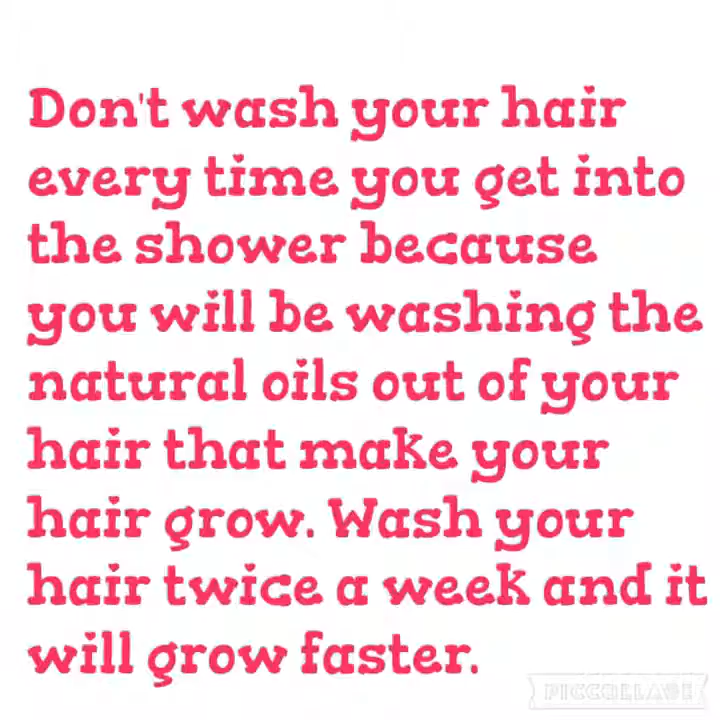 Don't wash your hair
every time you get into
the shower because
you will be washing the
natural oils out of your
hair that make your
hair grow. Wash your
hair twice a week and it
will grow faster.
PICCOLLAGE